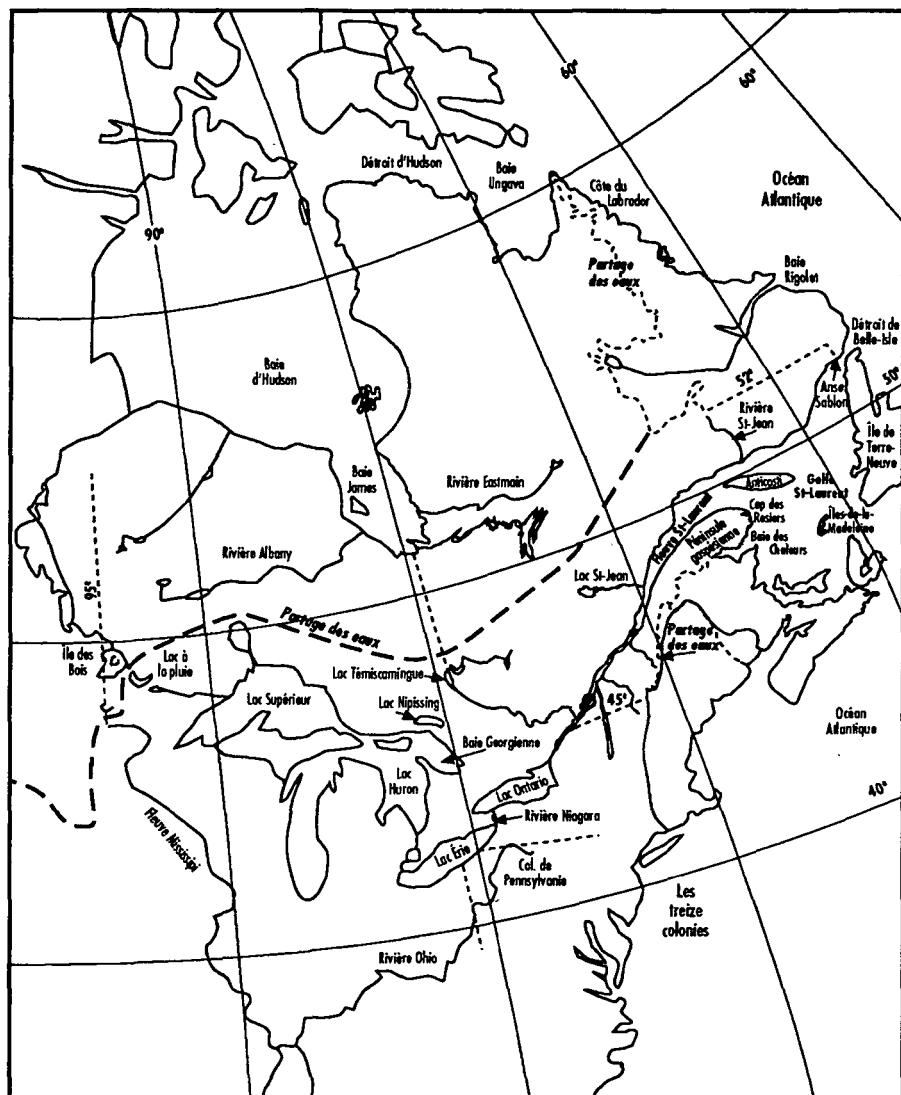 60°
60°
Détroit d'Hudson
Baie
Ungava
Côte du
Labrador
Océan
Atlantique
90°
Partage
des eaux
Baie
Rigolet
Détroit de
Belle-Isle
Baie
d'Hudson
52°
50°
Anse
Sablon
Rivière
St-Jean
Île de
Terre-
Neuve
Baie
James
Rivière Eastmain
Anticosti
Golfe
St-Laurent
Cap des
Rosiers
Îles-de-la-
Madeleine
Fleuve St-Laurent
Péninsule
gaspésienne
Baie des
Chaleurs
Rivière Albany
95°
Lac St-Jean
Partage des eaux
Partage
des eaux
Île des
Bois
Lac à
la pluie
Lac Témiscamingue
Lac Supérieur
Lac Nipissing
45°
Baie Georgienne
Océan
Atlantique
Lac
Huron
Lac Ontario
40°
Rivière Niagara
Fleuve Mississipi
Lac Érie
Col. de
Pennsylvanie
Les
treize
colonies
Rivière Ohio